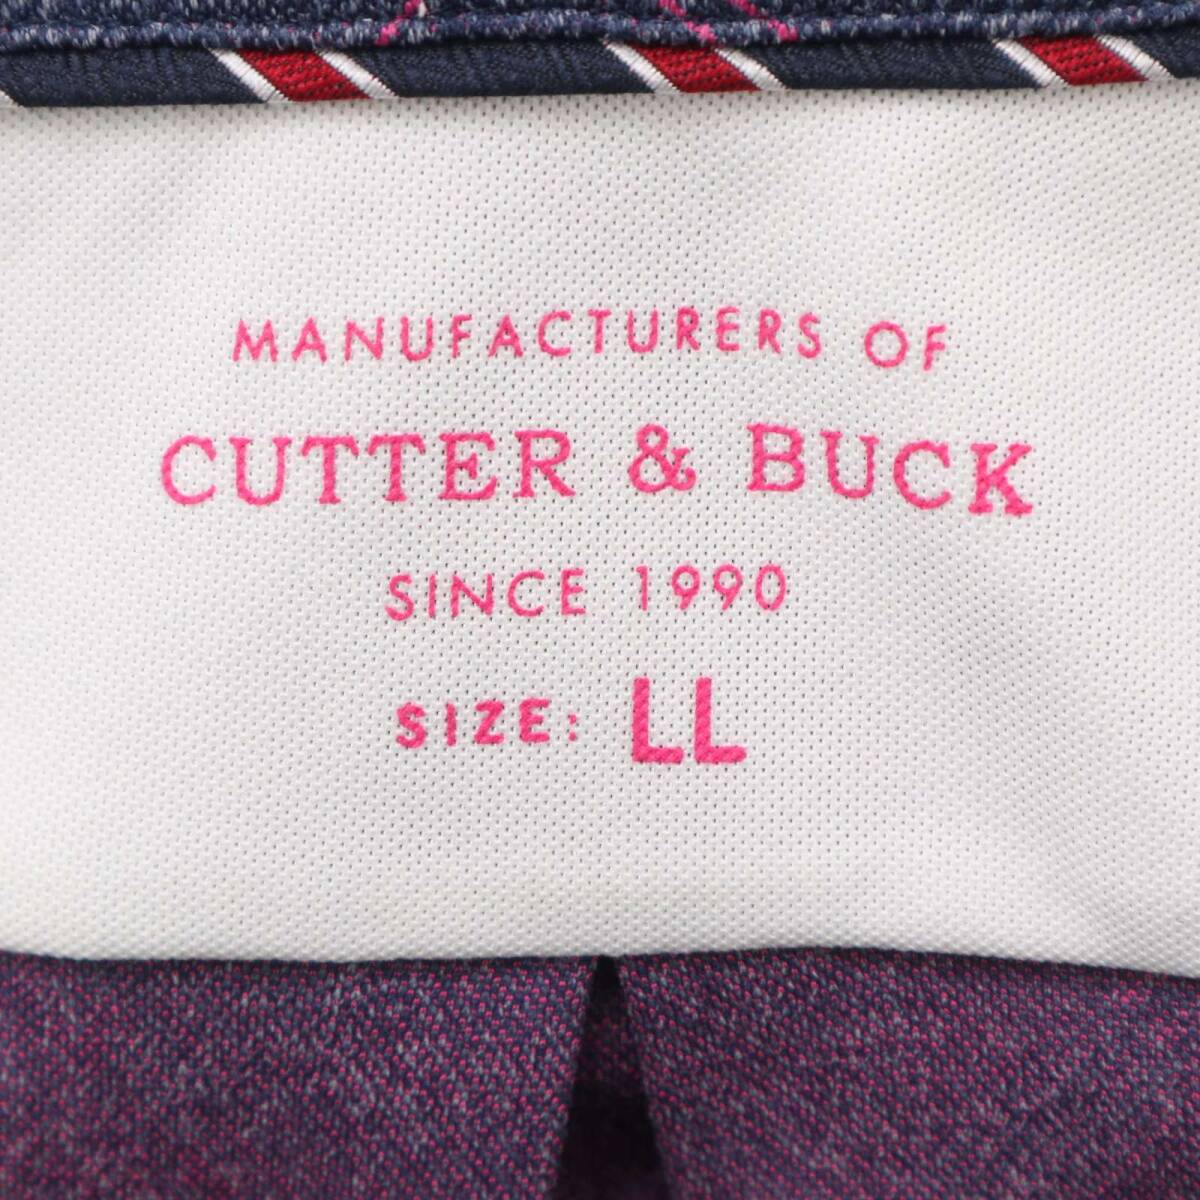 MANUFACTURERS OF
CUTTER & BUCK
SINCE 1990
SIZE: LL